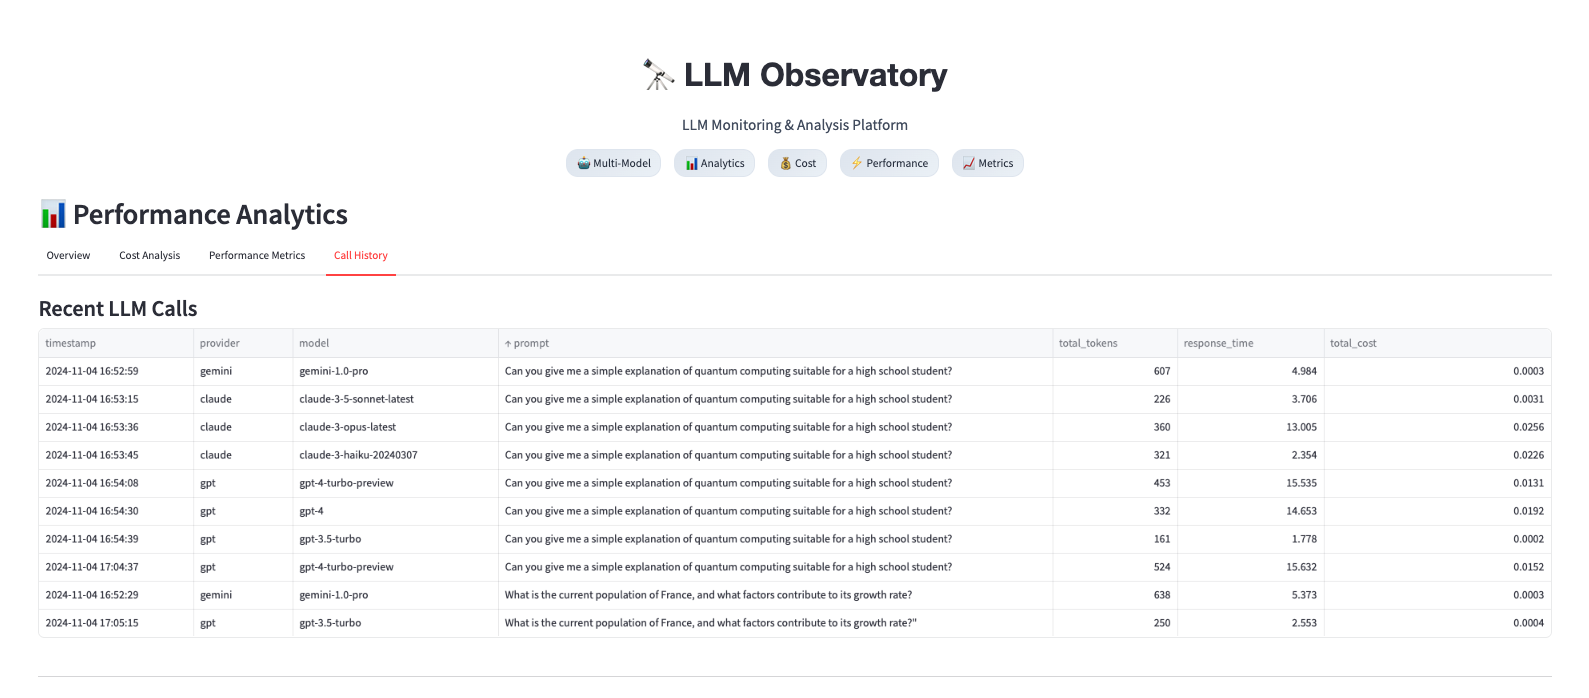 LLM Observatory
LLM Monitoring & Analysis Platform
Multi-Model Analytics Cost Performance Metrics
Performance Analytics
Overview Cost Analysis Performance Metrics Call History
Recent LLM Calls
timestamp provider model ↑ prompt total_tokens response_time total_cost
2024-11-04 16:52:59 gemini gemini-1.0-pro Can you give me a simple explanation of quantum computing suitable for a high school student? 607 4.984 0.0003
2024-11-04 16:53:15 claude claude-3-5-sonnet-latest Can you give me a simple explanation of quantum computing suitable for a high school student? 226 3.706 0.0031
2024-11-04 16:53:36 claude claude-3-opus-latest Can you give me a simple explanation of quantum computing suitable for a high school student? 360 13.005 0.0256
2024-11-04 16:53:45 claude claude-3-haiku-20240307 Can you give me a simple explanation of quantum computing suitable for a high school student? 321 2.354 0.0226
2024-11-04 16:54:08 gpt gpt-4-turbo-preview Can you give me a simple explanation of quantum computing suitable for a high school student? 453 15.535 0.0131
2024-11-04 16:54:30 gpt gpt-4 Can you give me a simple explanation of quantum computing suitable for a high school student? 332 14.653 0.0192
2024-11-04 16:54:39 gpt gpt-3.5-turbo Can you give me a simple explanation of quantum computing suitable for a high school student? 161 1.778 0.0002
2024-11-04 17:04:37 gpt gpt-4-turbo-preview Can you give me a simple explanation of quantum computing suitable for a high school student? 524 15.632 0.0152
2024-11-04 16:52:29 gemini gemini-1.0-pro What is the current population of France, and what factors contribute to its growth rate? 638 5.373 0.0003
2024-11-04 17:05:15 gpt gpt-3.5-turbo What is the current population of France, and what factors contribute to its growth rate?" 250 2.553 0.0004